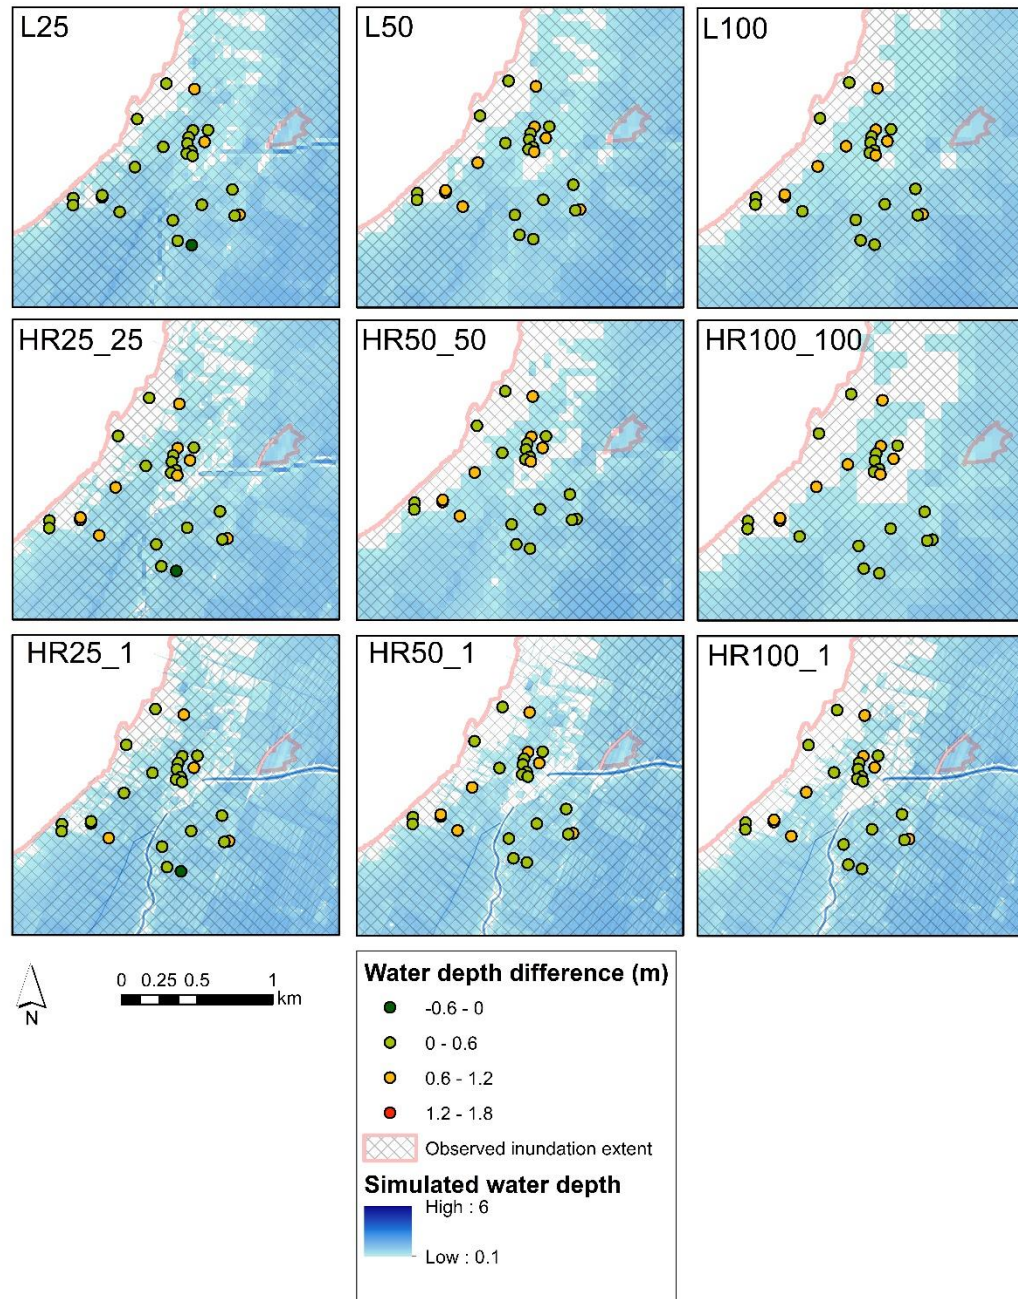 L25
L50
L100
HR25_25
HR50_50
HR100_100
HR25_1
HR50_1
HR100_1
N
0 0.25 0.5 1
km
Water depth difference (m)
-0.6 - 0
0 - 0.6
0.6 - 1.2
1.2 - 1.8
Observed inundation extent
Simulated water depth
High : 6
Low : 0.1